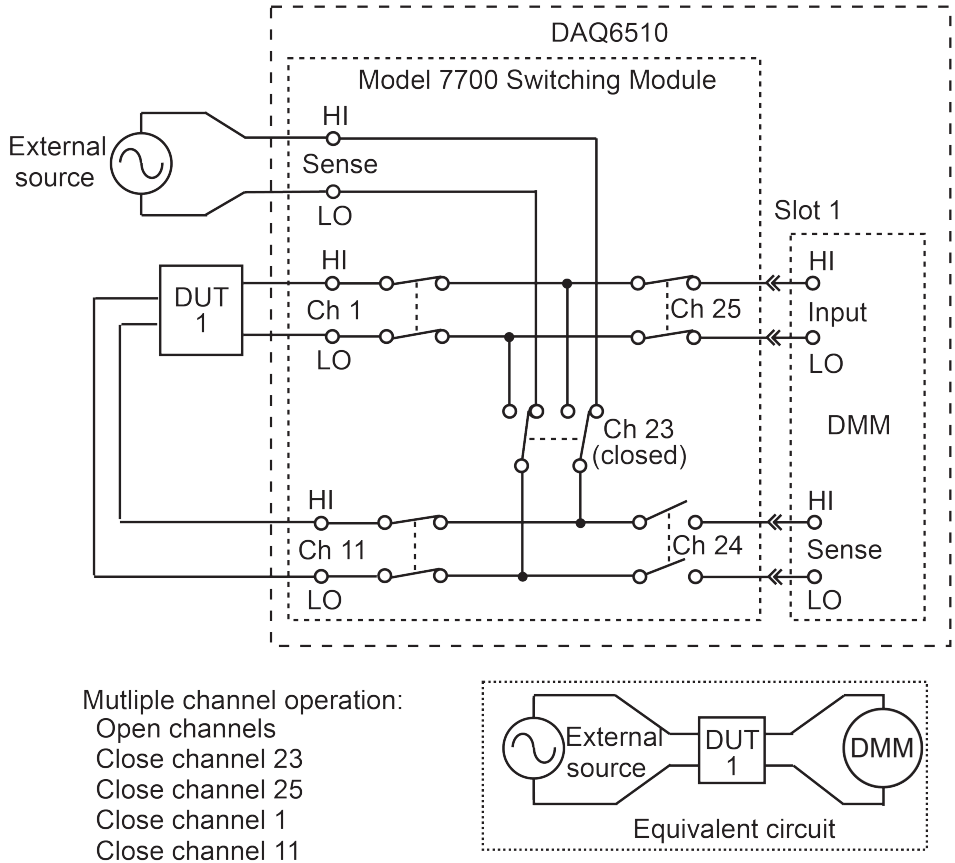 DAQ6510
Model 7700 Switching Module
HI
External
source
Sense
LO
Slot 1
HI
HI
DUT
1
Ch 1
Ch 25
Input
LO
LO
Ch 23
(closed)
DMM
HI
HI
Ch 11
Ch 24
Sense
LO
LO
Mutliple channel operation:
Open channels
Close channel 23
Close channel 25
Close channel 1
Close channel 11
External
source
DUT
1
DMM
Equivalent circuit